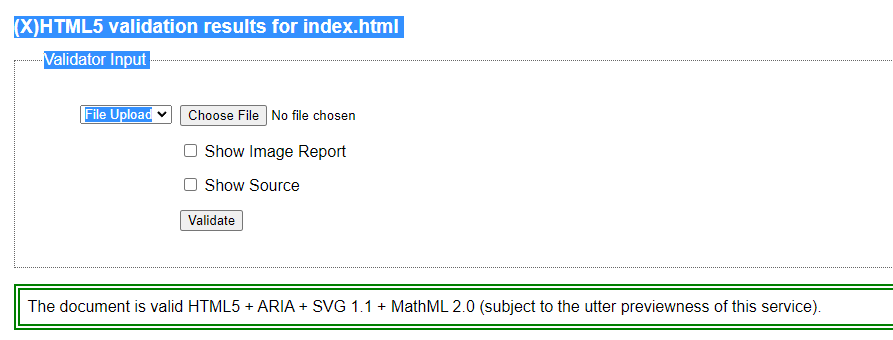 (X)HTML5 validation results for index.html
Validator Input
File Upload Choose File No file chosen
Show Image Report
Show Source
Validate
The document is valid HTML5 + ARIA + SVG 1.1 + MathML 2.0 (subject to the utter previewness of this service).